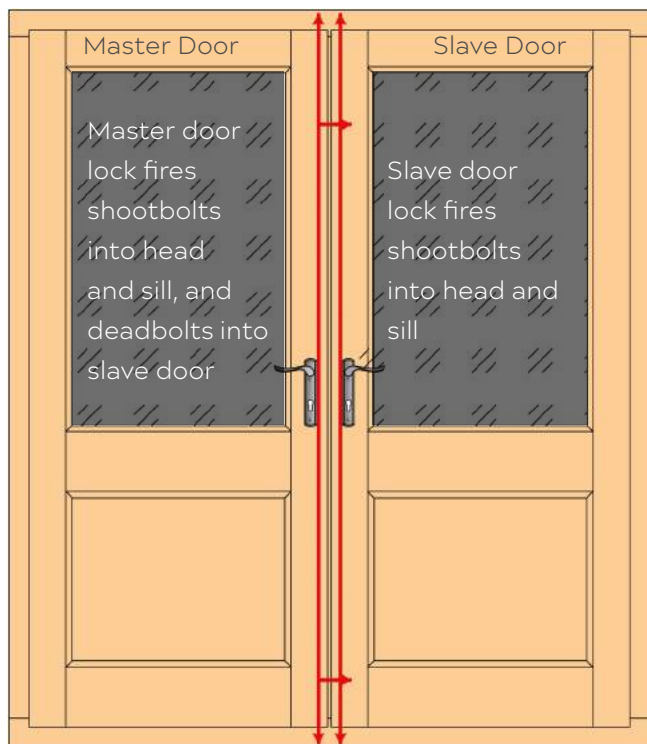 Master Door
Slave Door
Master door
lock fires
shootbolts
into head
and sill, and
deadbolts into
slave door
Slave door
lock fires
shootbolts
into head and
sill